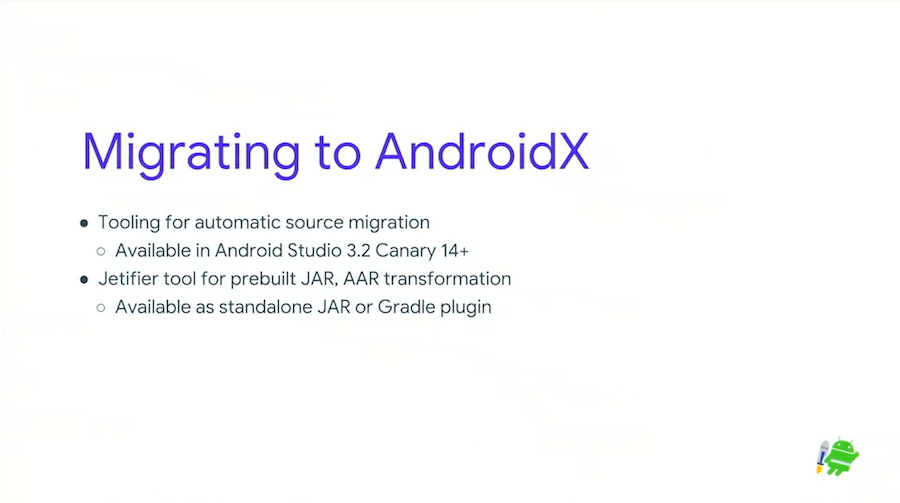 Migrating to AndroidX
● Tooling for automatic source migration
○ Available in Android Studio 3.2 Canary 14+
● Jetifier tool for prebuilt JAR, AAR transformation
○ Available as standalone JAR or Gradle plugin